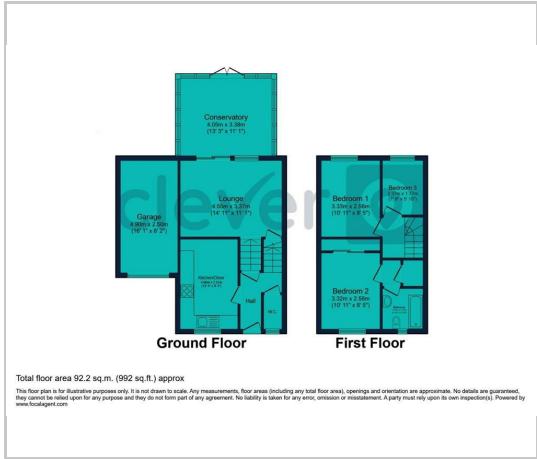 Conservatory
4.05m x 3.38m
(13' 3" x 11' 1")
clever
Lounge
4.55m x 3.37m
(14' 11" x 11' 1")
Garage
4.90m x 2.50m
(16' 1" x 8' 2")
Kitchen/Diner
Hall
W.C.
Ground Floor
Bedroom 1
3.33m x 2.56m
(10' 11" x 8' 5")
Bedroom 3
Bedroom 2
3.32m x 2.56m
(10' 11" x 8' 5")
First Floor
Total floor area 92.2 sq.m. (992 sq.ft.) approx
This floor plan is for illustrative purposes only. It is not drawn to scale. Any measurements, floor areas (including any total floor area), openings and orientation are approximate. No details are guaranteed,
they cannot be relied upon for any purpose and they do not form part of any agreement. No liability is taken for any error, omission or misstatement. A party must rely upon its own inspection(s). Powered by
www.focalagent.com